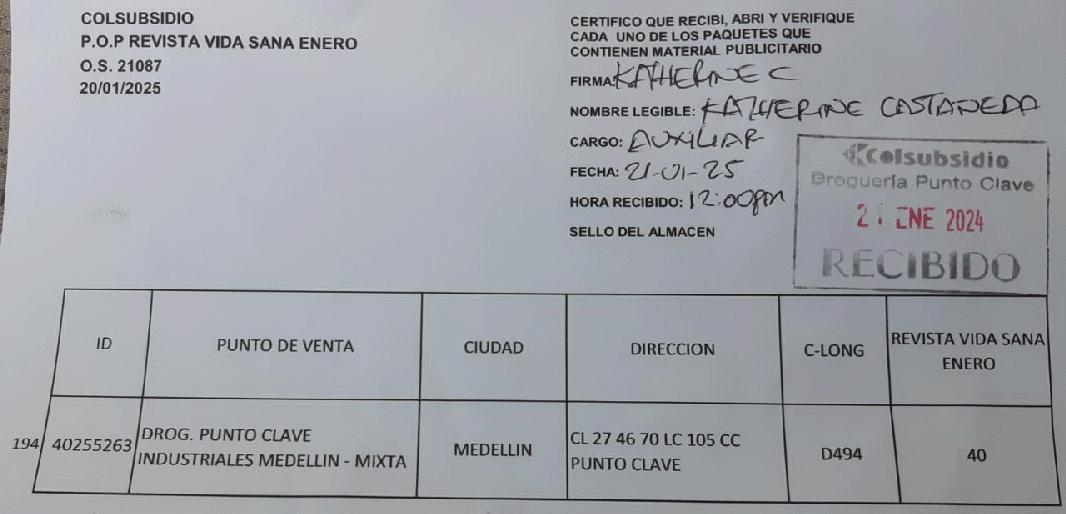 COLSUBSIDIO
P.O.P REVISTA VIDA SANA ENERO
O.S. 21087
20/01/2025
CERTIFICO QUE RECIBI, ABRI Y VERIFIQUE
CADA UNO DE LOS PAQUETES QUE
CONTIENEN MATERIAL PUBLICITARIO
FIRMA: KATHERINE C
NOMBRE LEGIBLE: KATHERINE CASTAÑEDA
CARGO: AUXILIAR
FECHA: 21-01-25
HORA RECIBIDO: 12:00pm
SELLO DEL ALMACEN
Colsubsidio
Droguería Punto Clave
21 ENE 2024
RECIBIDO
ID PUNTO DE VENTA CIUDAD DIRECCION C-LONG REVISTA VIDA SANA
ENERO
194 40255263 DROG. PUNTO CLAVE
INDUSTRIALES MEDELLIN - MIXTA MEDELLIN CL 27 46 70 LC 105 CC
PUNTO CLAVE D494 40